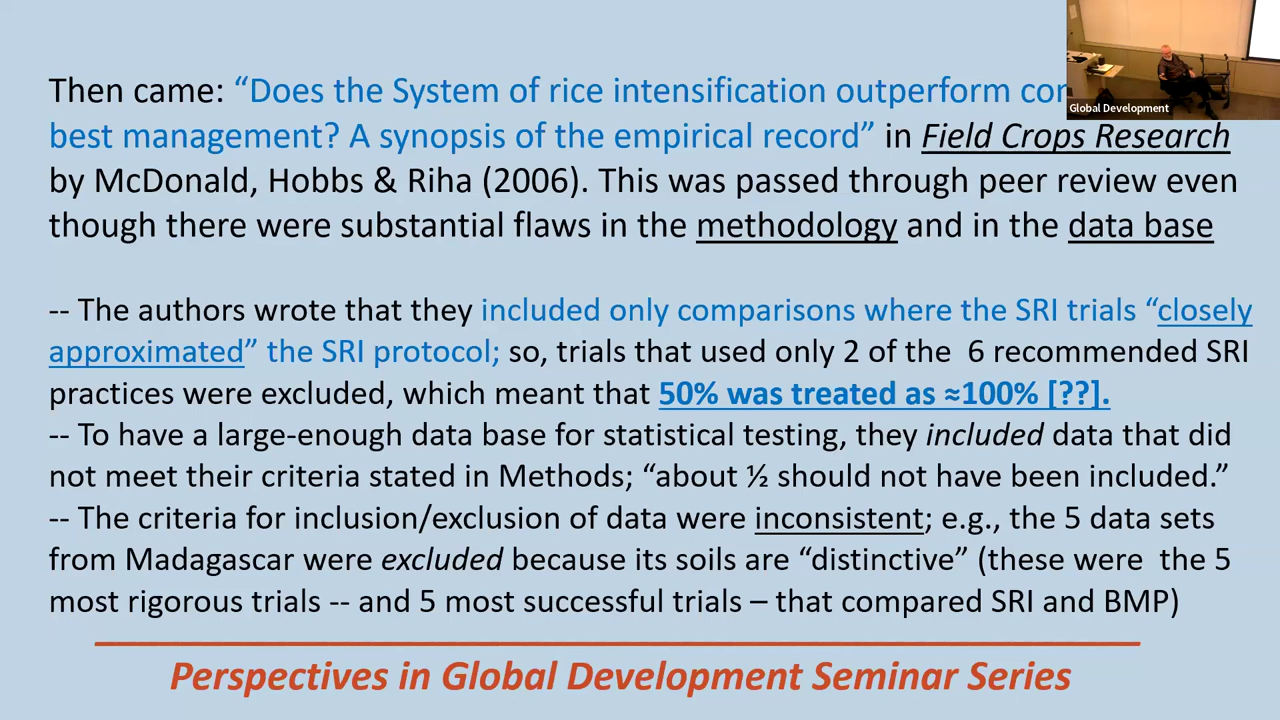 Then came: “Does the System of rice intensification outperform
best management? A synopsis of the empirical record” in Field Crops Research
by McDonald, Hobbs & Riha (2006). This was passed through peer review even
though there were substantial flaws in the methodology and in the data base
-- The authors wrote that they included only comparisons where the SRI trials “closely
approximated” the SRI protocol; so, trials that used only 2 of the  6 recommended SRI
practices were excluded, which meant that 50% was treated as ≈100% [??].
-- To have a large-enough data base for statistical testing, they included data that did
not meet their criteria stated in Methods; “about ½ should not have been included.”
-- The criteria for inclusion/exclusion of data were inconsistent; e.g., the 5 data sets
from Madagascar were excluded because its soils are “distinctive” (these were  the 5
most rigorous trials -- and 5 most successful trials – that compared SRI and BMP)
Perspectives in Global Development Seminar Series
Global Development